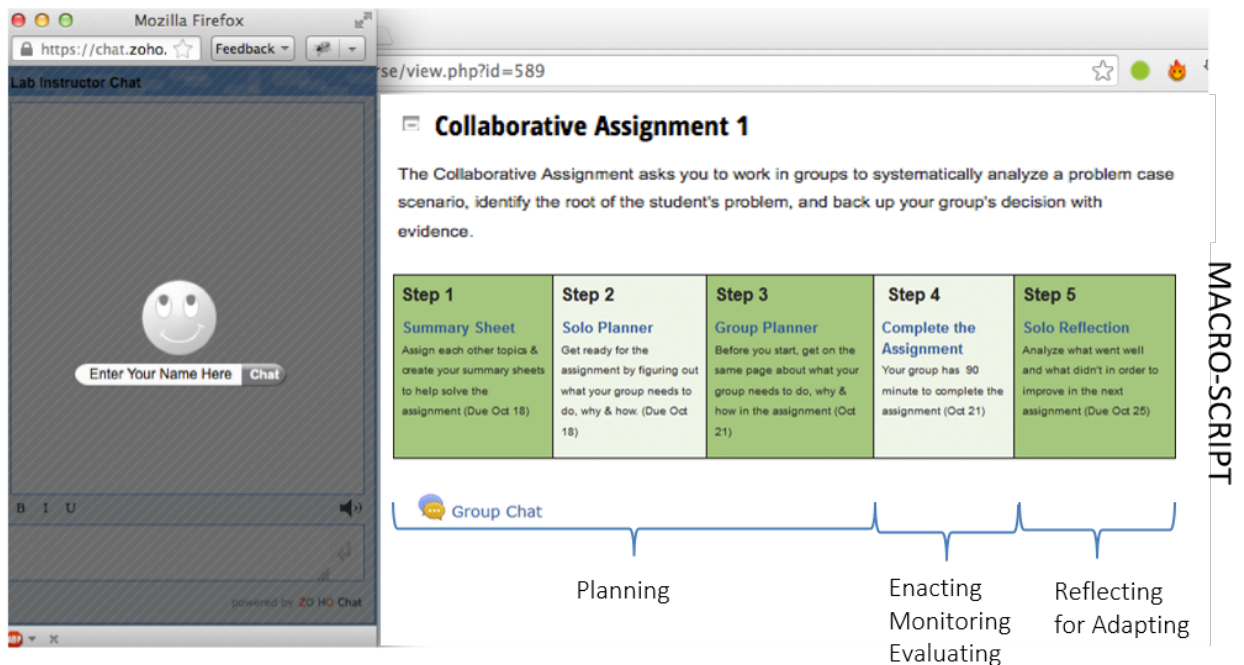 Mozilla Firefox
https://chat.zoho.
Feedback
Lab Instructor Chat
Enter Your Name Here Chat
B I U
powered by ZO HO Chat
ABP
se/view.php?id=589
Collaborative Assignment 1
The Collaborative Assignment asks you to work in groups to systematically analyze a problem case
scenario, identify the root of the student's problem, and back up your group's decision with
evidence.
Step 1
Summary Sheet
Assign each other topics &
create your summary sheets
to help solve the
assignment (Due Oct 18)
Step 2
Solo Planner
Get ready for the
assignment by figuring out
what your group needs to
do, why & how. (Due Oct
18)
Step 3
Group Planner
Before you start, get on the
same page about what your
group needs to do, why &
how in the assignment (Oct
21)
Step 4
Complete the
Assignment
Your group has 90
minute to complete the
assignment (Oct 21)
Step 5
Solo Reflection
Analyze what went well
and what didn't in order to
improve in the next
assignment (Due Oct 25)
Group Chat
Planning
Enacting
Monitoring
Evaluating
Reflecting
for Adapting
MACRO-SCRIPT